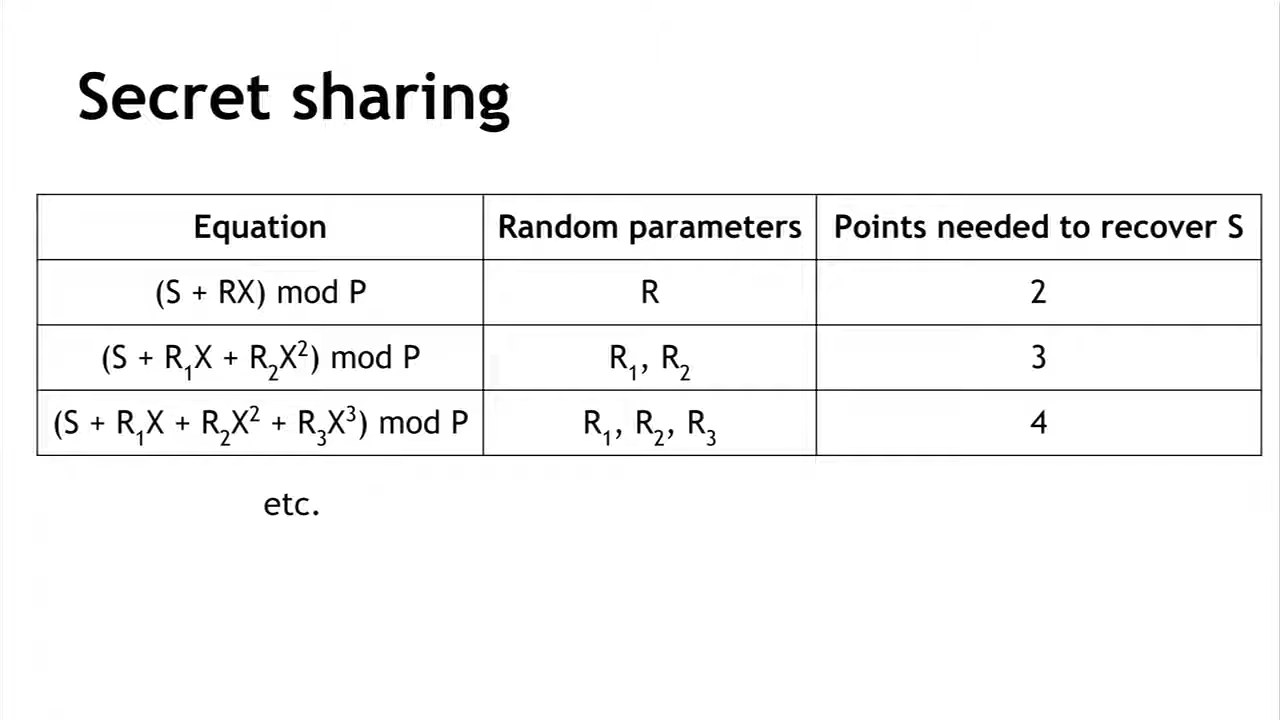 Secret sharing
Equation Random parameters Points needed to recover S
(S + RX) mod P R 2
(S + R₁X + R₂X²) mod P R₁, R₂ 3
(S + R₁X + R₂X² + R₃X³) mod P R₁, R₂, R₃ 4
etc.